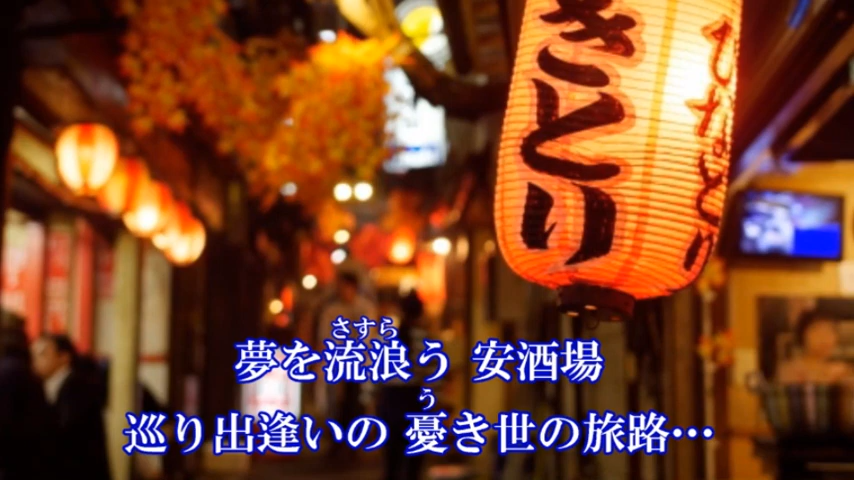 きとり
ひなどり
さすら
夢を流浪う 安酒場
う
巡り出逢いの 憂き世の旅路…